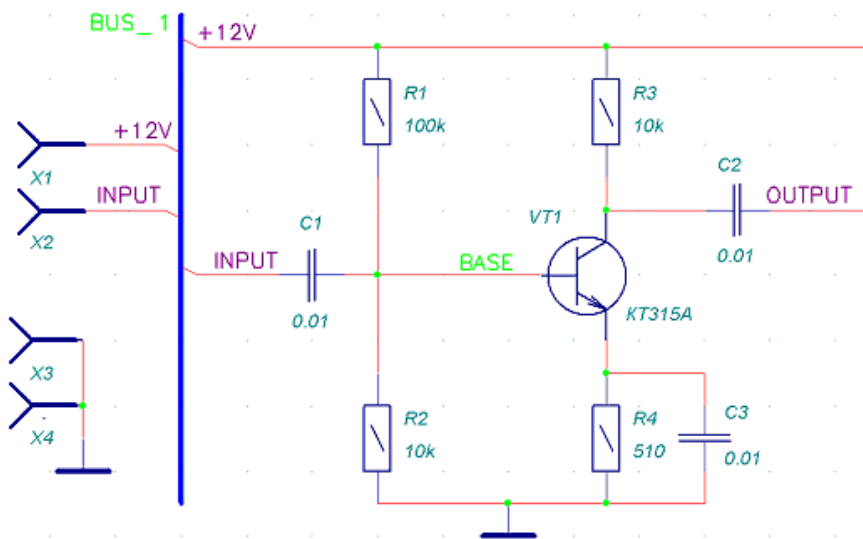 BUS_1
+12V
R1
100k
R3
10k
+12V
X1
INPUT
X2
C1
INPUT
0.01
BASE
VT1
KT315A
C2
OUTPUT
0.01
X3
X4
R2
10k
R4
510
C3
0.01